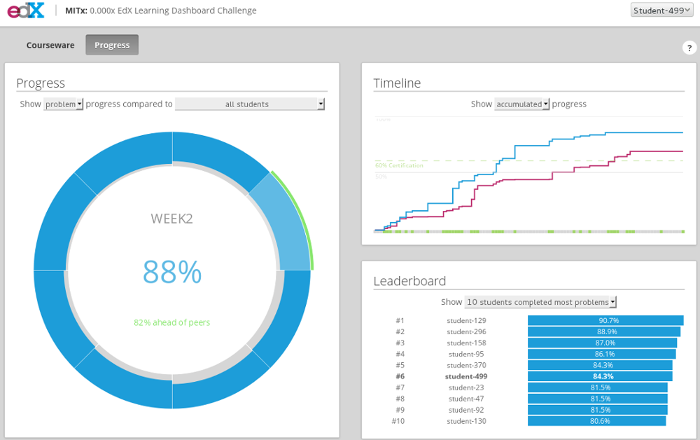 edX MITx: 0.000x EdX Learning Dashboard Challenge Student-499
Courseware Progress ?
Progress
Show problem progress compared to all students
WEEK2
88%
82% ahead of peers
Timeline
Show accumulated progress
60% Certification
Leaderboard
Show 10 students completed most problems
#1 student-129 90.7%
#2 student-296 88.9%
#3 student-158 87.0%
#4 student-95 86.1%
#5 student-370 84.3%
#6 student-499 84.3%
#7 student-23 81.5%
#8 student-47 81.5%
#9 student-92 81.5%
#10 student-130 80.6%